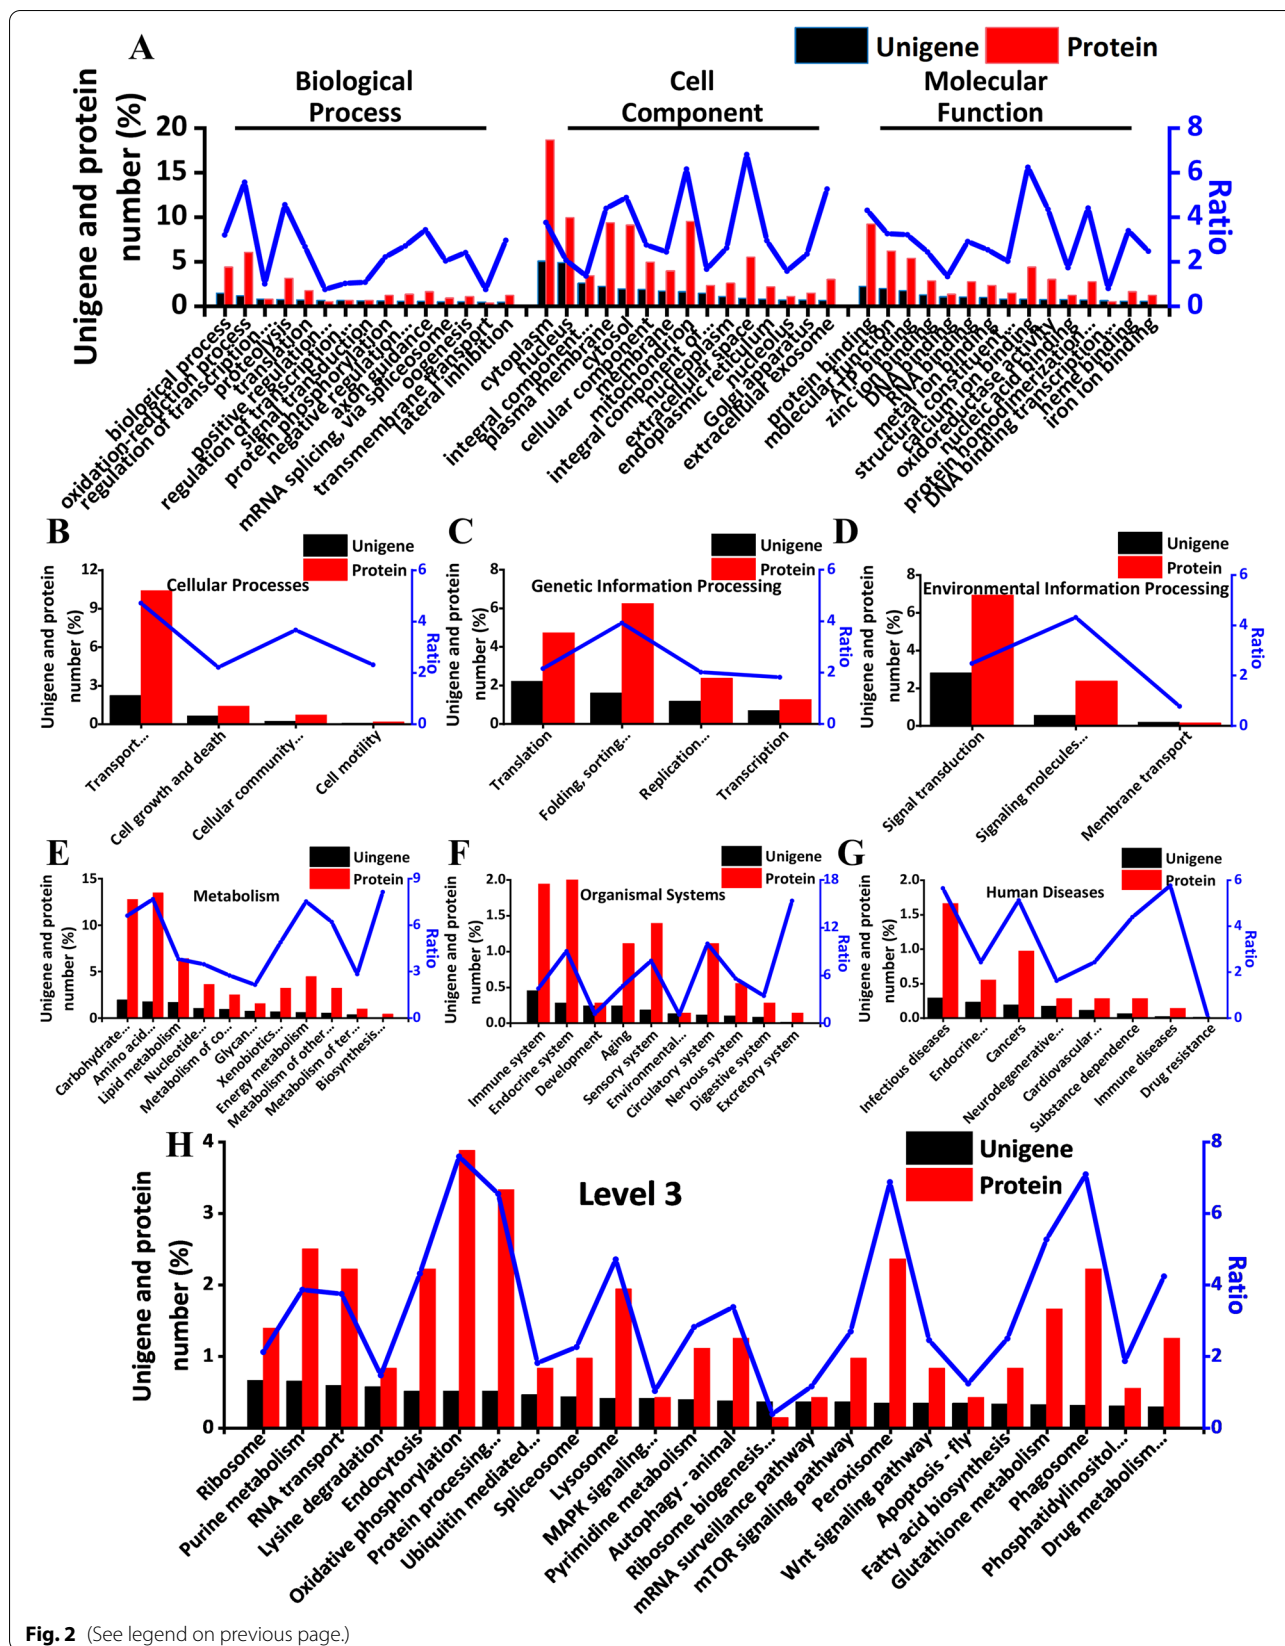 A
Unigene
Protein
Biological
Process
Cell
Component
Molecular
Function
Unigene and protein
number (%)
20
15
10
5
0
8
6
4
2
0
Ratio
biological process
oxidation-reduction process
regulation of transcription...
proteolysis
translation
positive regulation...
regulation of transcription...
signal transduction
protein phosphorylation
negative regulation...
axon guidance
mRNA splicing, via spliceosome
oogenesis
transmembrane transport
lateral inhibition
cytoplasm
nucleus
integral component...
plasma membrane
cytosol
cellular component
membrane
mitochondrion
integral component of...
nucleoplasm
extracellular space
endoplasmic reticulum
nucleolus
Golgi apparatus
extracellular exosome
protein binding
molecular function
ATP binding
zinc ion binding
DNA binding
RNA binding
metal ion binding
structural constituent...
calcium ion binding
oxidoreductase activity
nucleic acid binding
protein homodimerization...
DNA binding transcription...
heme binding
iron ion binding
B
Unigene
Protein
Cellular Processes
Unigene and protein
number (%)
12
9
6
3
0
6
4
2
0
Ratio
Transport...
Cell growth and death
Cellular community...
Cell motility
C
Unigene
Protein
Genetic Information Processing
Unigene and protein
number (%)
8
6
4
2
0
6
4
2
0
Ratio
Translation
Folding, sorting...
Replication...
Transcription
D
Unigene
Protein
Environmental Information Processing
Unigene and protein
number (%)
8
6
4
2
0
6
4
2
0
Ratio
Signal transduction
Signaling molecules...
Membrane transport
E
Uingene
Protein
Metabolism
Unigene and protein
number (%)
15
10
5
0
9
6
3
0
Ratio
Carbohydrate...
Amino acid...
Lipid metabolism
Nucleotide...
Metabolism of co...
Glycan...
Xenobiotics...
Energy metabolism
Metabolism of other...
Metabolism of ter...
Biosynthesis...
F
Unigene
Protein
Organismal Systems
Unigene and protein
number (%)
2.0
1.5
1.0
0.5
0.0
18
12
6
0
Ratio
Immune system
Endocrine system
Development
Aging
Sensory system
Environmental...
Circulatory system
Nervous system
Digestive system
Excretory system
G
Unigene
Protein
Human Diseases
Unigene and protein
number (%)
2.0
1.5
1.0
0.5
0.0
6
4
2
0
Ratio
Infectious diseases
Endocrine...
Cancers
Neurodegenerative...
Cardiovascular...
Substance dependence
Immune diseases
Drug resistance
H
Unigene
Protein
Level 3
Unigene and protein
number (%)
4
3
2
1
0
8
6
4
2
0
Ratio
Ribosome
Purine metabolism
RNA transport
Lysine degradation
Endocytosis
Oxidative phosphorylation
Protein processing...
Ubiquitin mediated...
Spliceosome
Lysosome
MAPK signaling...
Pyrimidine metabolism
Autophagy - animal
Ribosome biogenesis...
mRNA surveillance pathway
mTOR signaling pathway
Peroxisome
Wnt signaling pathway
Apoptosis - fly
Fatty acid biosynthesis
Glutathione metabolism
Phagosome
Phosphatidylinositol...
Drug metabolism...
Fig. 2 (See legend on previous page.)